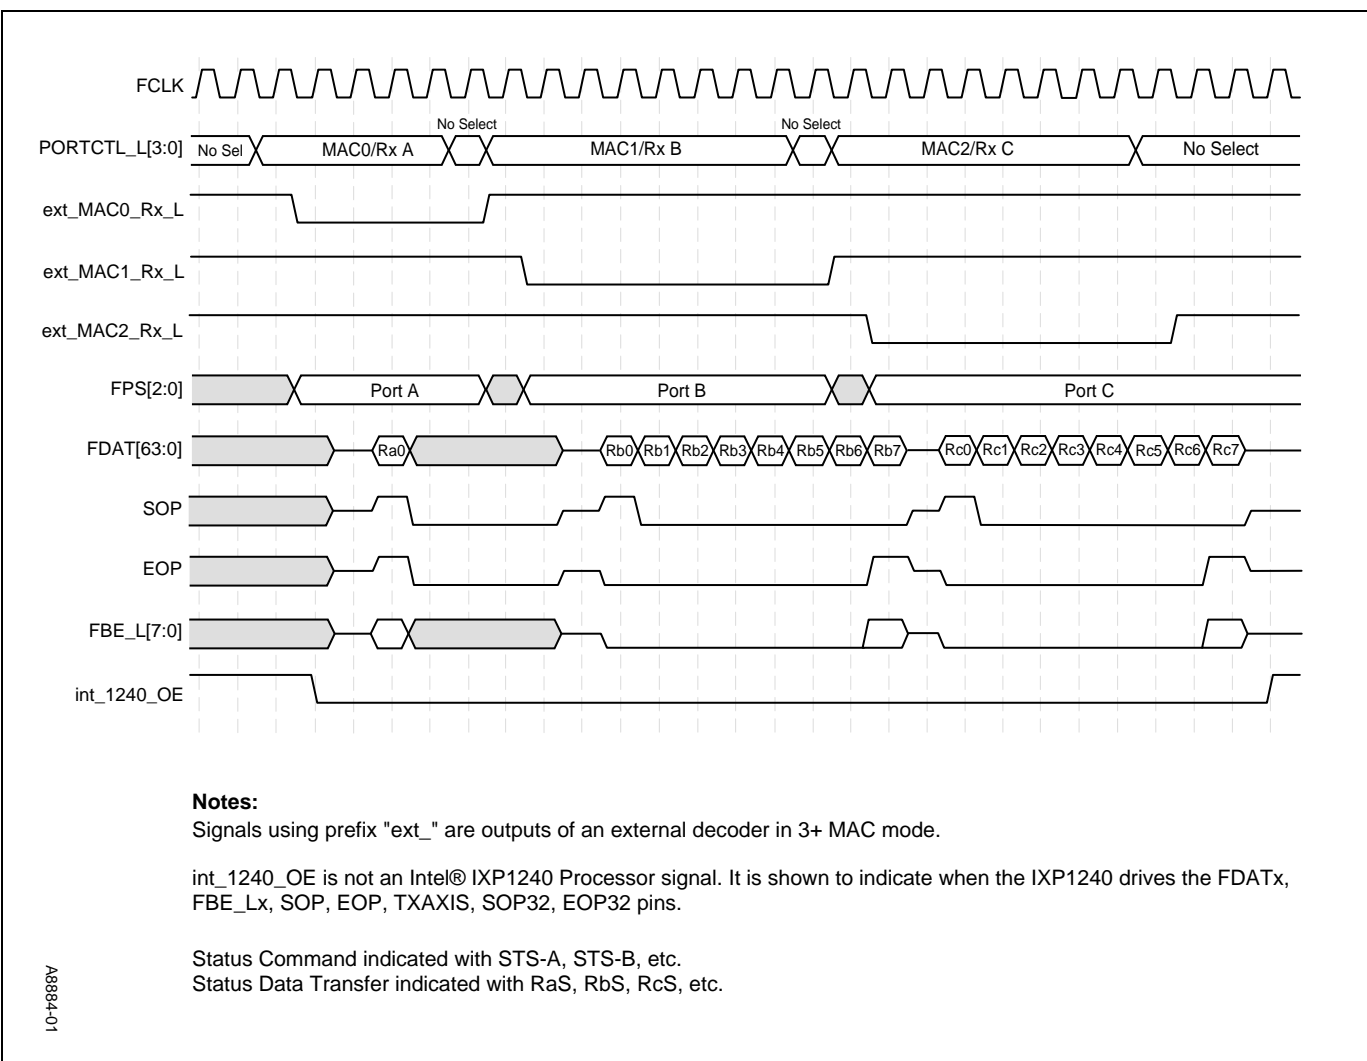 FCLK
No Select
No Select
PORTCTL_L[3:0]
No Sel
MAC0/Rx A
MAC1/Rx B
MAC2/Rx C
No Select
ext_MAC0_Rx_L
ext_MAC1_Rx_L
ext_MAC2_Rx_L
FPS[2:0]
Port A
Port B
Port C
FDAT[63:0]
Ra0
Rb0
Rb1
Rb2
Rb3
Rb4
Rb5
Rb6
Rb7
Rc0
Rc1
Rc2
Rc3
Rc4
Rc5
Rc6
Rc7
SOP
EOP
FBE_L[7:0]
int_1240_OE
Notes:
Signals using prefix "ext_" are outputs of an external decoder in 3+ MAC mode.
int_1240_OE is not an Intel® IXP1240 Processor signal. It is shown to indicate when the IXP1240 drives the FDATx,
FBE_Lx, SOP, EOP, TXAXIS, SOP32, EOP32 pins.
Status Command indicated with STS-A, STS-B, etc.
Status Data Transfer indicated with RaS, RbS, RcS, etc.
A8884-01